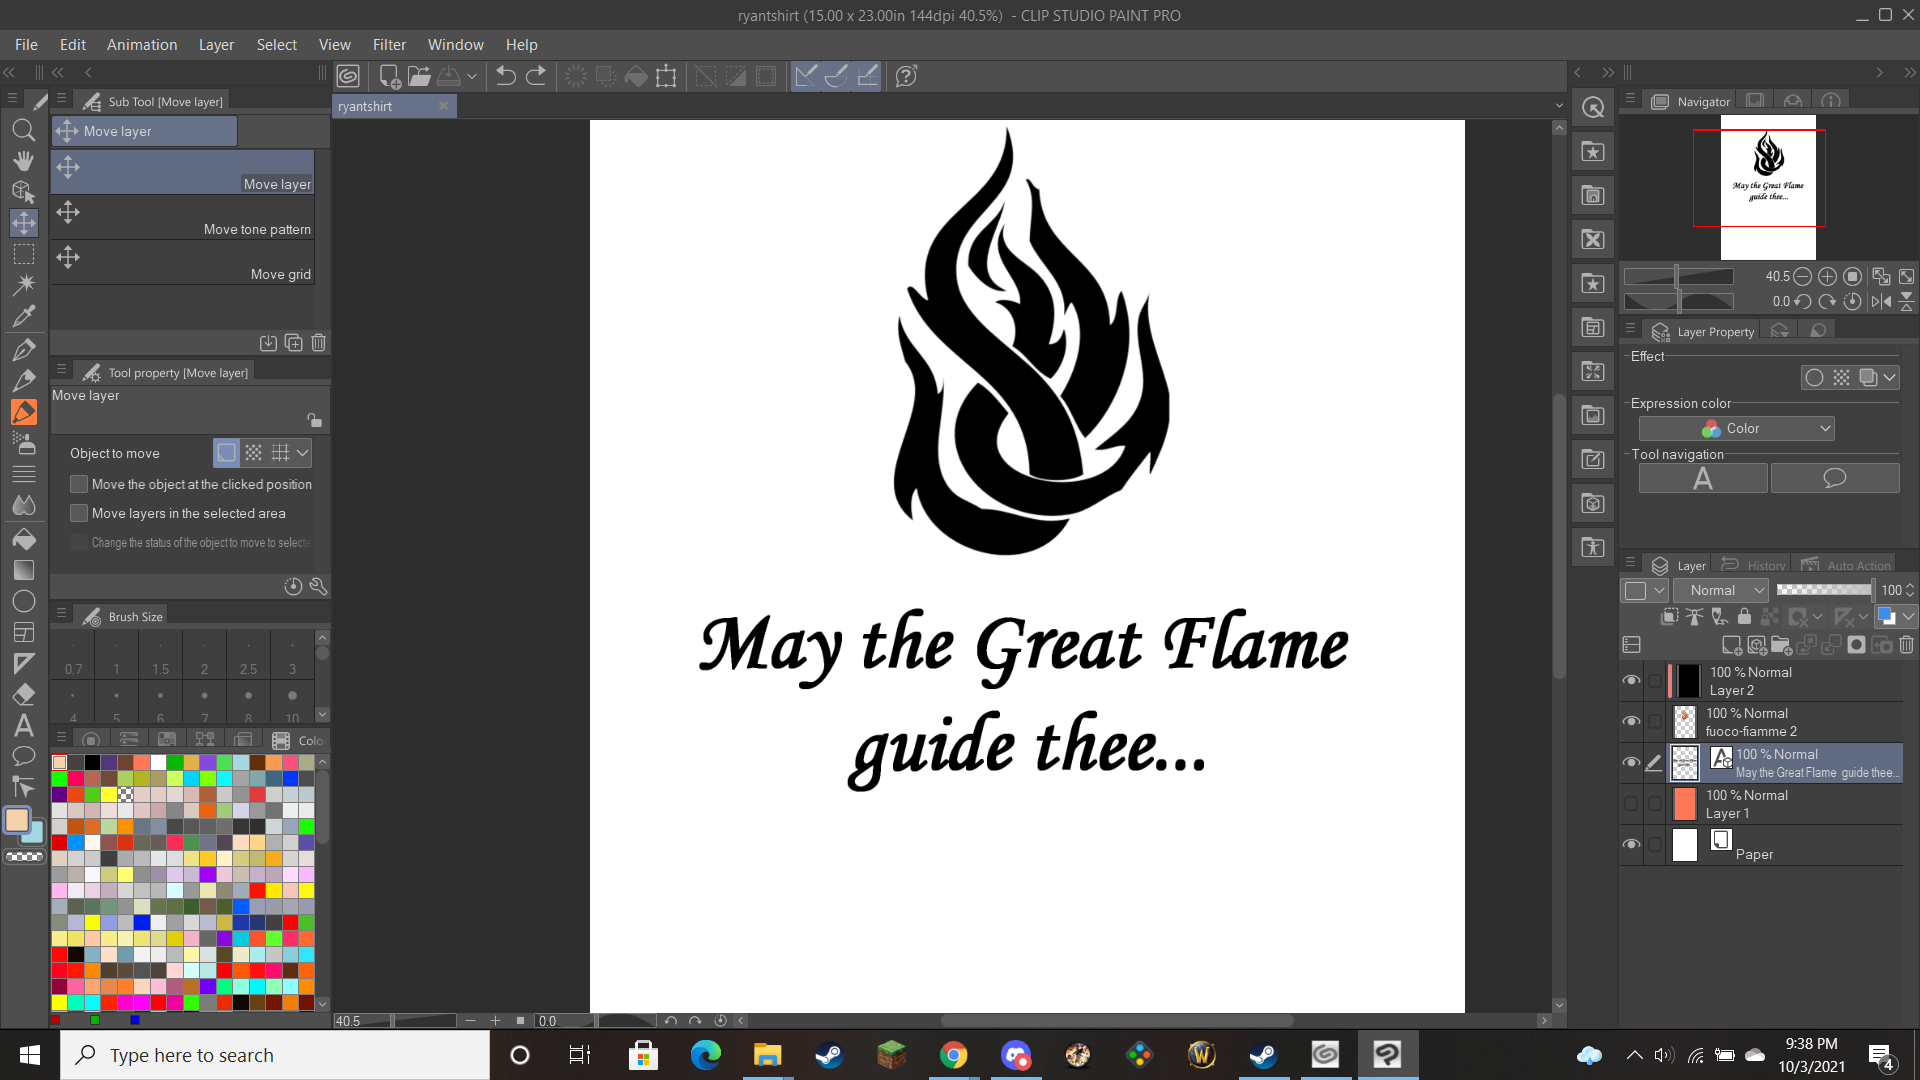 ryantshirt (15.00 x 23.00in 144dpi 40.5%) - CLIP STUDIO PAINT PRO
File Edit Animation Layer Select View Filter Window Help
Sub Tool [Move layer]
Move layer
Move layer
Move tone pattern
Move grid
Tool property [Move layer]
Move layer
Object to move
Move the object at the clicked position
Move layers in the selected area
Change the status of the object to move to selecte
Brush Size
0.7 1 1.5 2 2.5 3
4 5 6 7 8 10
Colo
ryantshirt
May the Great Flame
guide thee...
40.5 0.0
Navigator
May the Great Flame
guide thee...
40.5
0.0
Layer Property
Effect
Expression color
Color
Tool navigation
A
Layer History Auto Action
Normal 100
100 % Normal
Layer 2
100 % Normal
fuoco-fiamme 2
100 % Normal
May the Great Flame guide thee...
100 % Normal
Layer 1
Paper
Type here to search
9:38 PM
10/3/2021
4